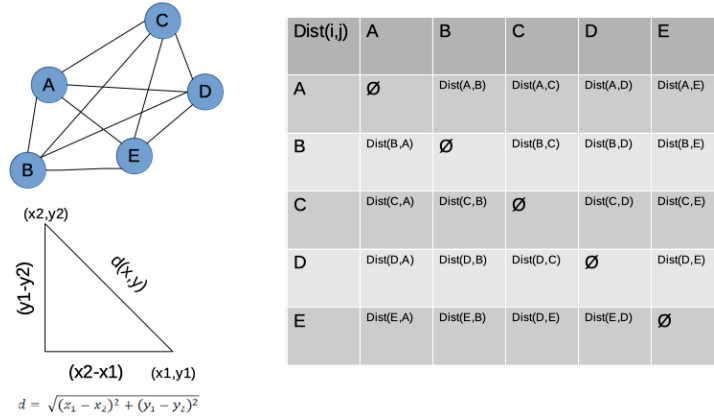 C
A
D
E
B
(x2,y2)
d(x,y)
(y1-y2)
(x2-x1) (x1,y1)
d = √(x₁ − x₂)² + (y₁ − y₂)²
Dist(i,j) A B C D E
A Ø Dist(A,B) Dist(A,C) Dist(A,D) Dist(A,E)
B Dist(B,A) Ø Dist(B,C) Dist(B,D) Dist(B,E)
C Dist(C,A) Dist(C,B) Ø Dist(C,D) Dist(C,E)
D Dist(D,A) Dist(D,B) Dist(D,C) Ø Dist(D,E)
E Dist(E,A) Dist(E,B) Dist(D,E) Dist(E,D) Ø